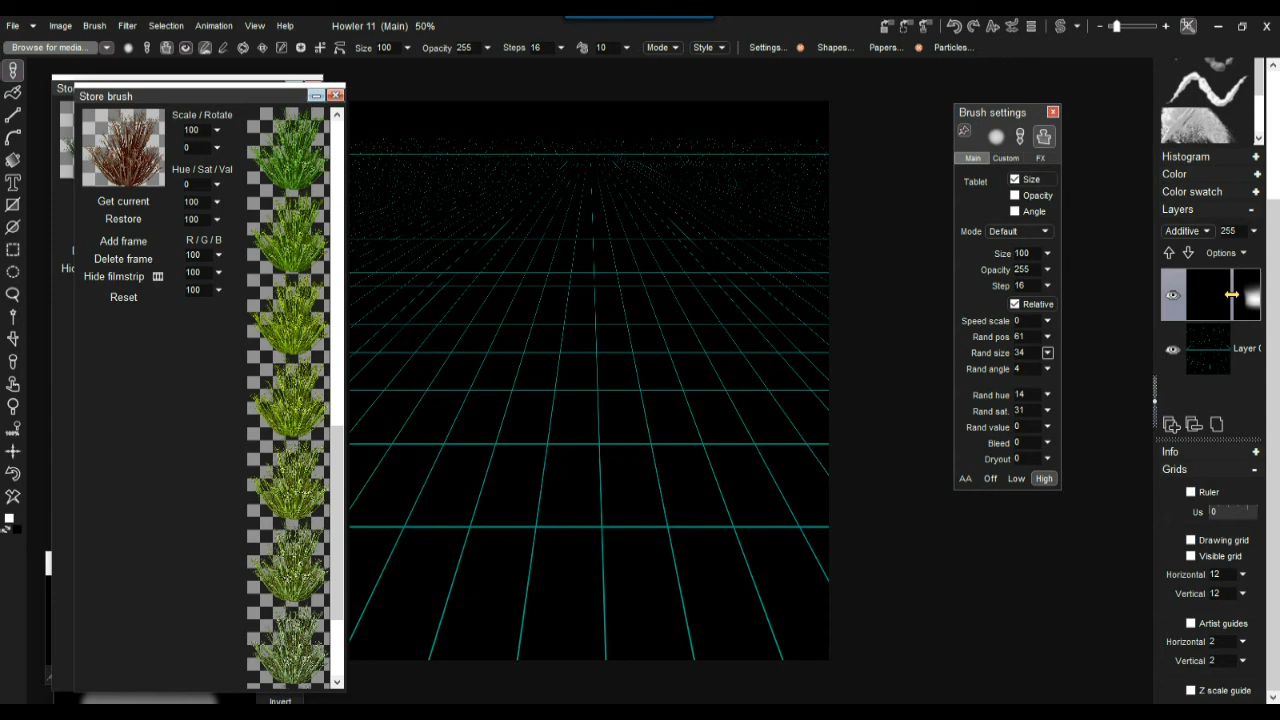 File Image Brush Filter Selection Animation View Help Howler 11 (Main) 50%
Browse for media... Size 100 Opacity 255 Steps 16 10 Mode Style Settings... Shapes... Papers... Particles...
Store brush
Scale / Rotate
100
0
Hue / Sat / Val
0
Get current 100
Restore 100
Add frame R / G / B
Delete frame 100
Hide filmstrip 100
Reset 100
Invert
Brush settings
Main Custom FX
Tablet Size
Opacity
Angle
Mode Default
Size 100
Opacity 255
Step 16
Relative
Speed scale 0
Rand pos 61
Rand size 34
Rand angle 4
Rand hue 14
Rand sat. 31
Rand value 0
Bleed 0
Dryout 0
AA Off Low High
Histogram
Color
Color swatch
Layers
Additive 255
Options
Layer
Info
Grids
Ruler
Us 0
Drawing grid
Visible grid
Horizontal 12
Vertical 12
Artist guides
Horizontal 2
Vertical 2
Z scale guide